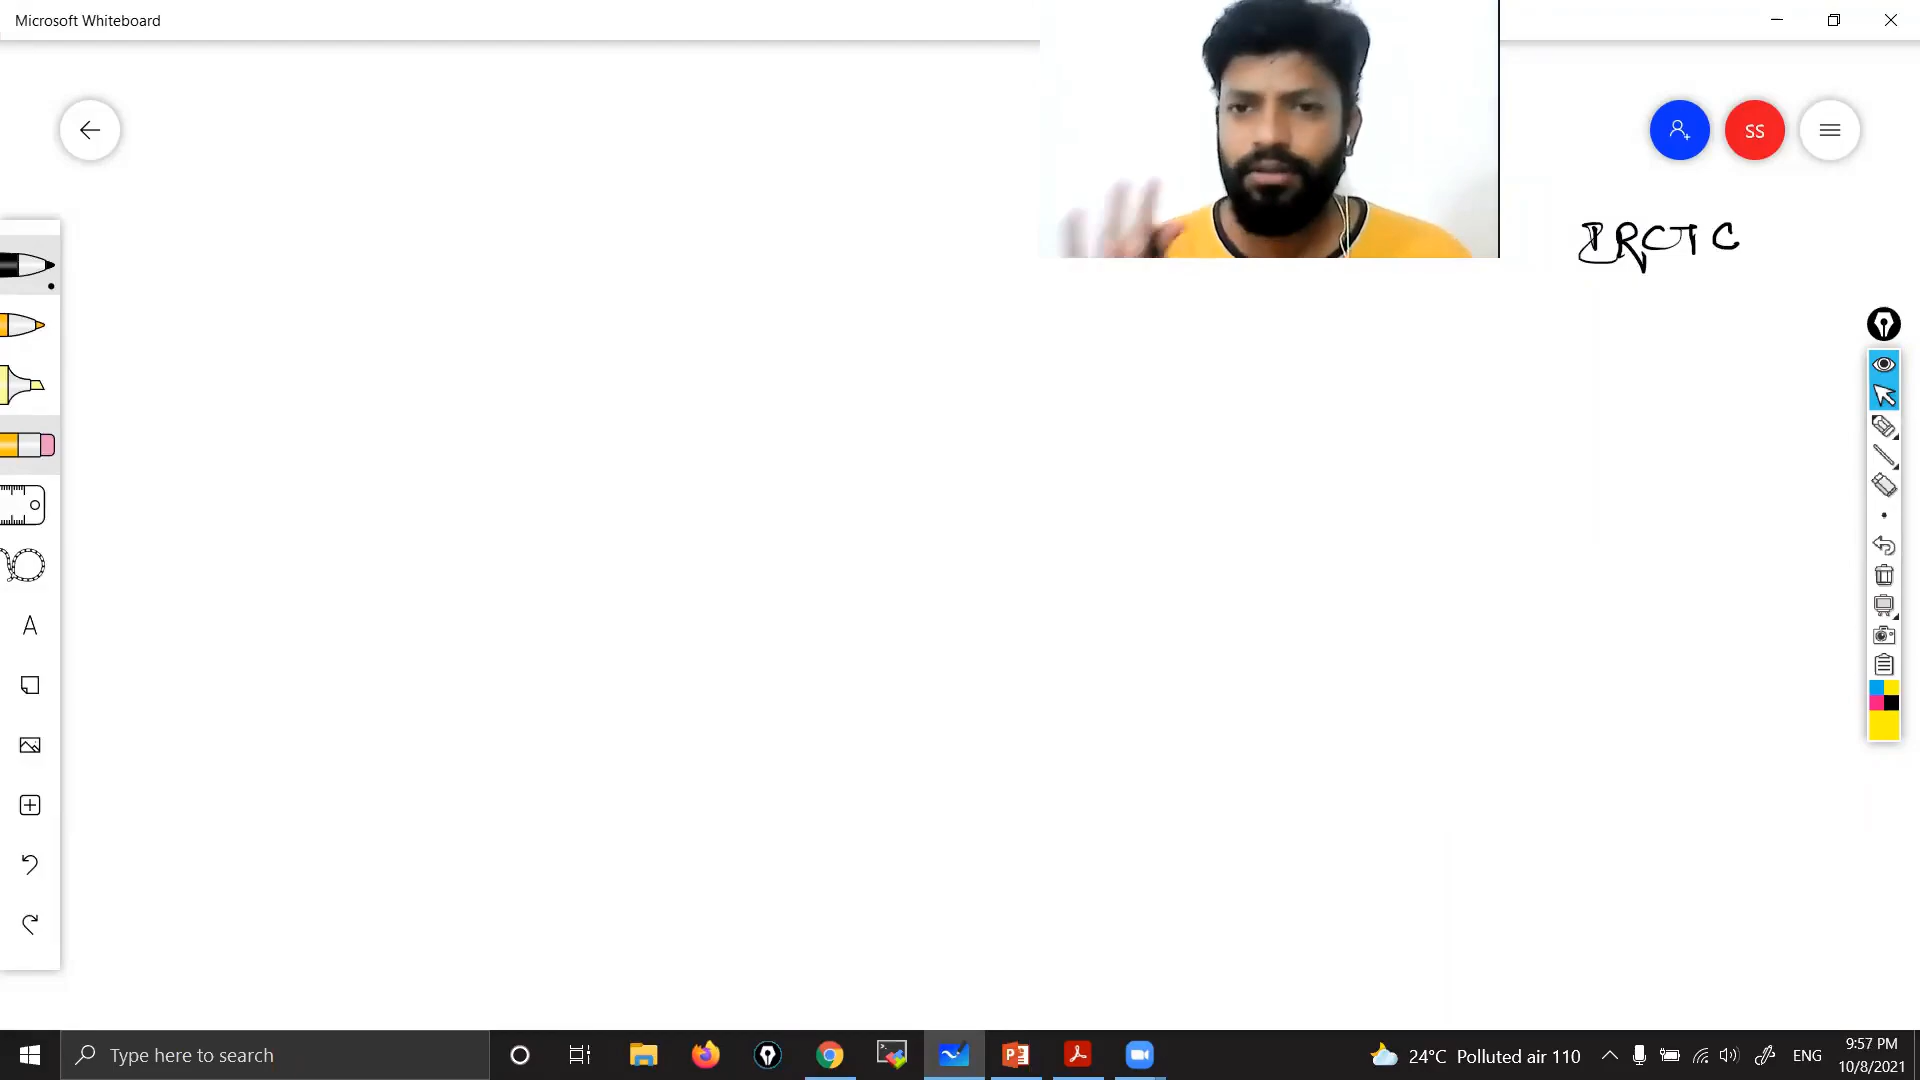 Microsoft Whiteboard
SS
IRCTC
A
Type here to search
24°C Polluted air 110
ENG
9:57 PM
10/8/2021